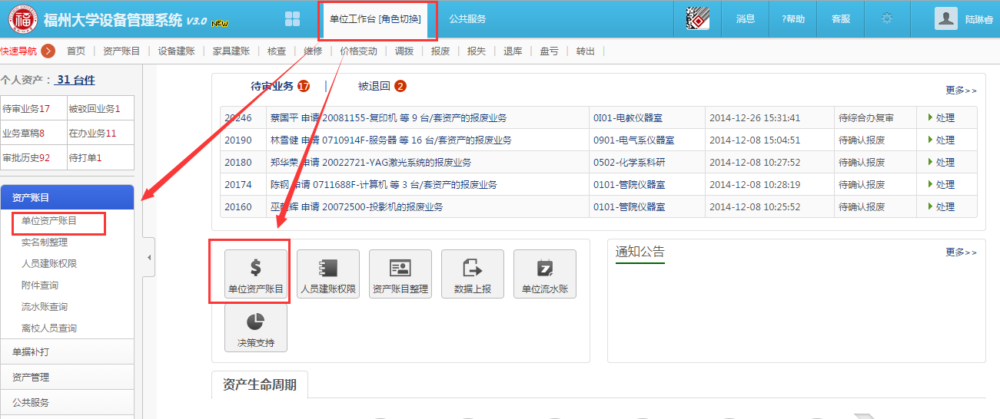 福州大学设备管理系统 V3.0 NEW
单位工作台 [角色切换]
公共服务
消息
?帮助
客服
陆琳睿
快速导航 首页 资产账目 设备建账 家具建账 核查 维修 价格变动 调拨 报废 报失 退库 盘亏 转出
个人资产： 31 台件
待审业务17 被驳回业务1
业务草稿8 在办业务11
审批历史92 待打单1
资产账目
单位资产账目
实名制整理
人员建账权限
附件查询
流水账查询
离校人员查询
单据补打
资产管理
公共服务
待审业务 17 被退回 2 更多>>
20246 蔡国平 申请 20081155-复印机 等 9 台/套资产的报废业务 0I01-电教仪器室 2014-12-26 15:31:41 待综合办复审 处理
20190 林雪健 申请 0710914F-服务器 等 16 台/套资产的报废业务 0901-电气系仪器室 2014-12-08 15:04:51 待确认报废 处理
20180 郑华荣 申请 20022721-YAG激光系统的报废业务 0502-化学系科研 2014-12-08 10:27:52 待确认报废 处理
20174 陈钢 申请 0711688F-计算机 等 3 台/套资产的报废业务 0101-管院仪器室 2014-12-08 10:28:19 待确认报废 处理
20160 辉 申请 20072500-投影机的报废业务 0101-管院仪器室 2014-12-08 10:25:52 待确认报废 处理
单位资产账目
人员建账权限
资产账目整理
数据上报
单位流水账
决策支持
通知公告 更多>>
资产生命周期